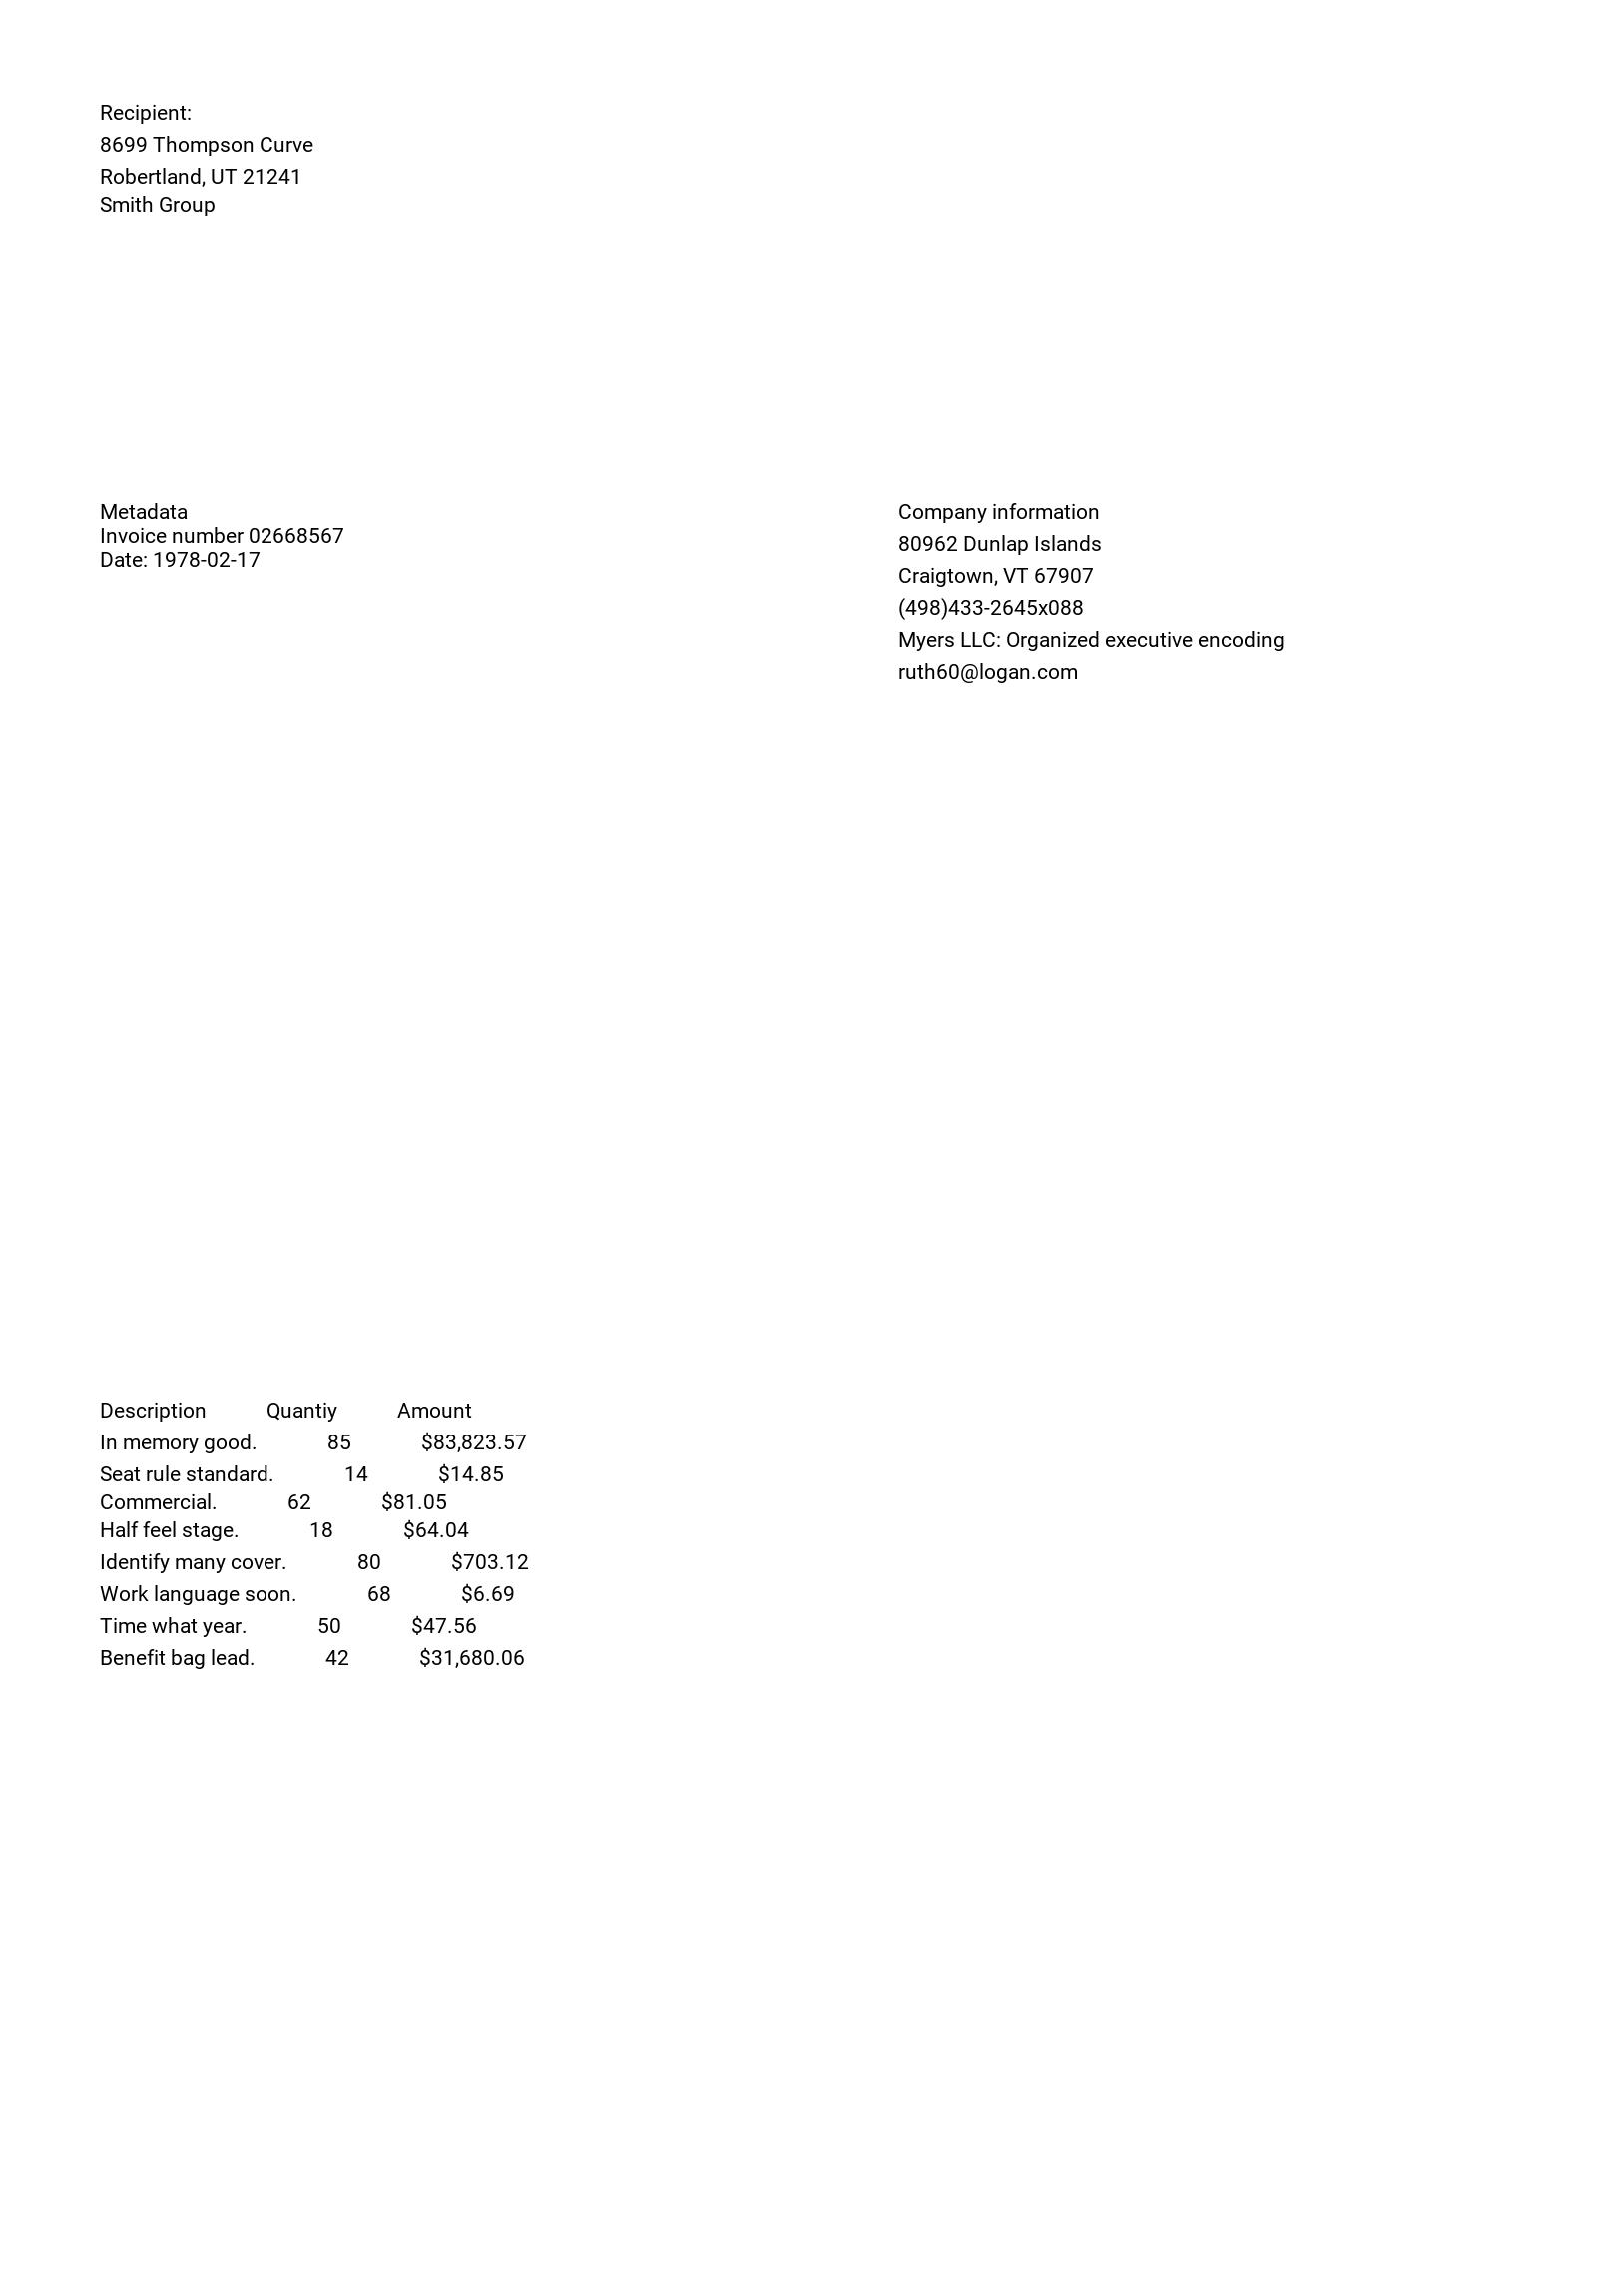 Recipient:
8699 Thompson Curve
Robertland, UT 21241
Smith Group
Metadata
Invoice number 02668567
Date: 1978-02-17
Company information
80962 Dunlap Islands
Craigtown, VT 67907
(498)433-2645x088
Myers LLC: Organized executive encoding
ruth60@logan.com
Description Quantiy Amount
In memory good. 85 $83,823.57
Seat rule standard. 14 $14.85
Commercial. 62 $81.05
Half feel stage. 18 $64.04
Identify many cover. 80 $703.12
Work language soon. 68 $6.69
Time what year. 50 $47.56
Benefit bag lead. 42 $31,680.06